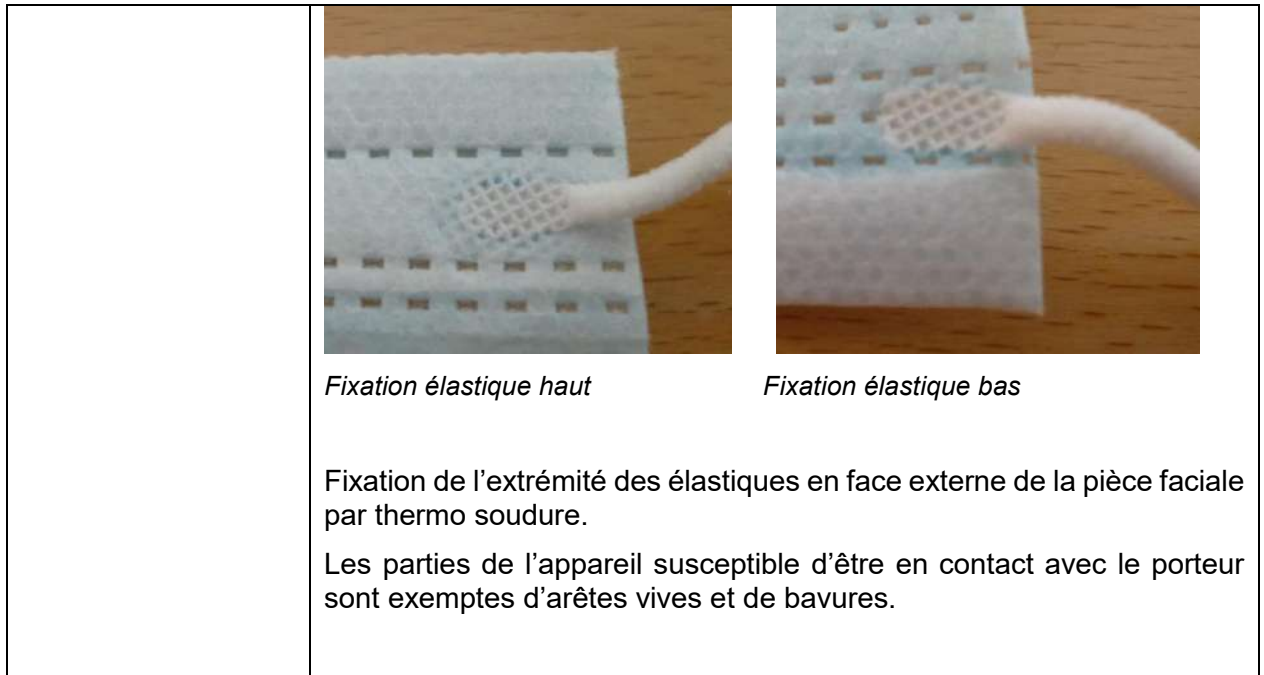 Fixation élastique haut
Fixation élastique bas
Fixation de l’extrémité des élastiques en face externe de la pièce faciale
par thermo soudure.
Les parties de l’appareil susceptible d’être en contact avec le porteur
sont exemptes d’arêtes vives et de bavures.